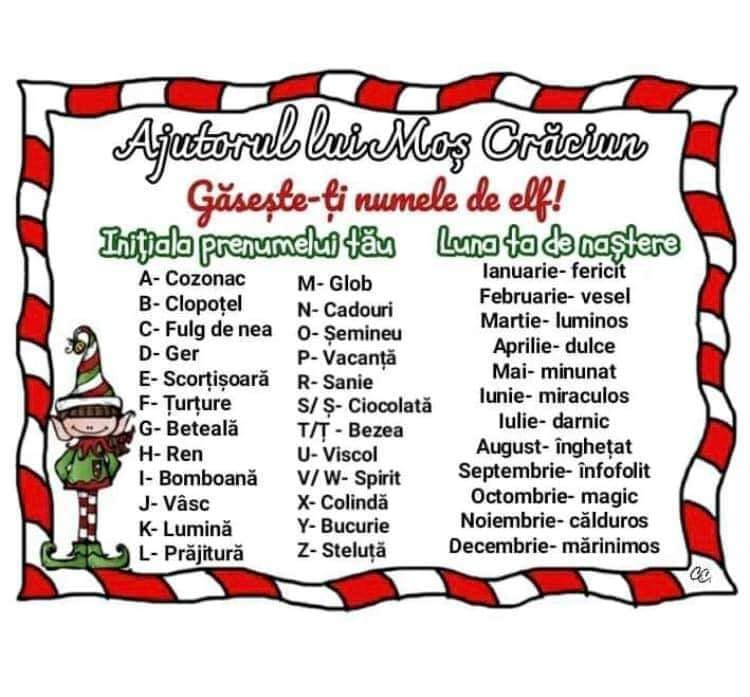 Ajutorul lui Moș Crăciun
Găsește-ți numele de elf!
Inițiala prenumelui tău
A- Cozonac
B- Clopoțel
C- Fulg de nea
D- Ger
E- Scorțișoară
F- Țurțure
G- Beteală
H- Ren
I- Bomboană
J- Vâsc
K- Lumină
L- Prăjitură
M- Glob
N- Cadouri
O- Șemineu
P- Vacanță
R- Sanie
S/ Ș- Ciocolată
T/Ț - Bezea
U- Viscol
V/ W- Spirit
X- Colindă
Y- Bucurie
Z- Steluță
Luna ta de naștere
Ianuarie- fericit
Februarie- vesel
Martie- luminos
Aprilie- dulce
Mai- minunat
Iunie- miraculos
Iulie- darnic
August- înghețat
Septembrie- înfofolit
Octombrie- magic
Noiembrie- călduros
Decembrie- mărinimos
CC